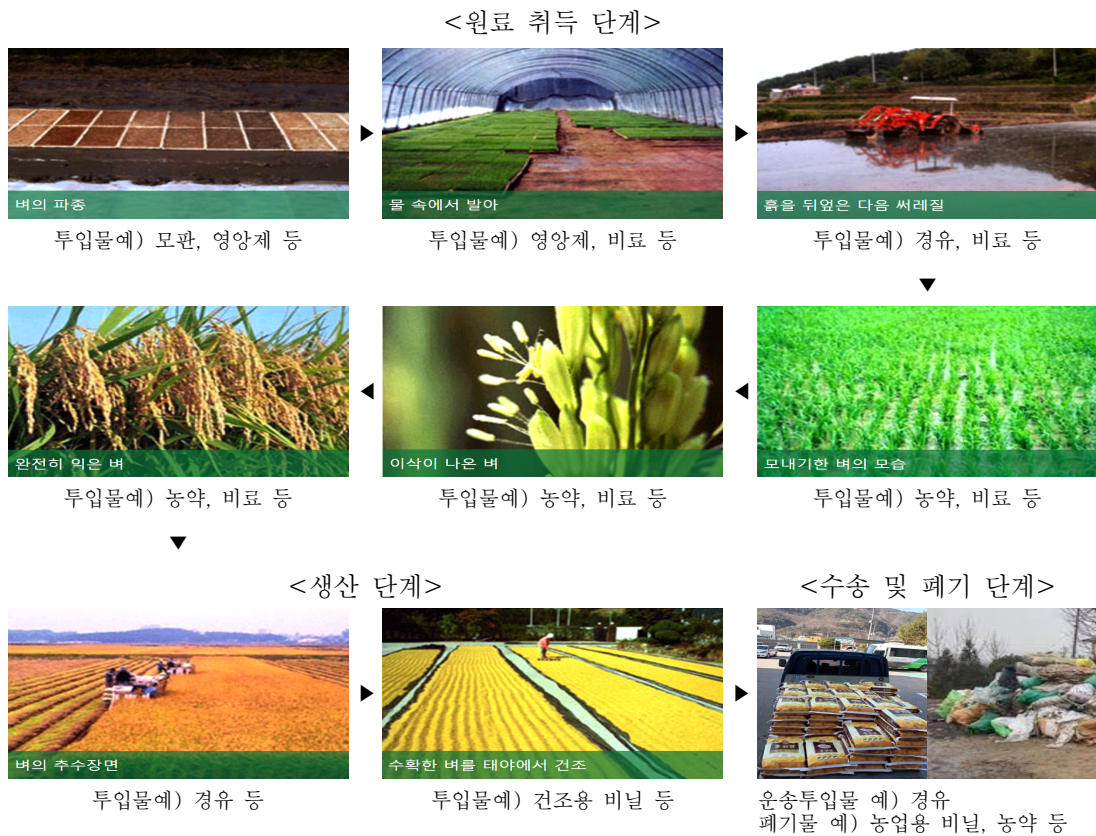 <원료 취득 단계>
벼의 파종
물 속에서 발아
흙을 뒤엎은 다음 써레질
투입물예) 모판, 영앙제 등
투입물예) 영앙제, 비료 등
투입물예) 경유, 비료 등
완전히 익은 벼
이삭이 나온 벼
모내기한 벼의 모습
투입물예) 농약, 비료 등
투입물예) 농약, 비료 등
투입물예) 농약, 비료 등
<생산 단계>
<수송 및 폐기 단계>
벼의 추수장면
수확한 벼를 태야에서 건조
투입물예) 경유 등
투입물예) 건조용 비닐 등
운송투입물 예) 경유
폐기물 예) 농업용 비닐, 농약 등